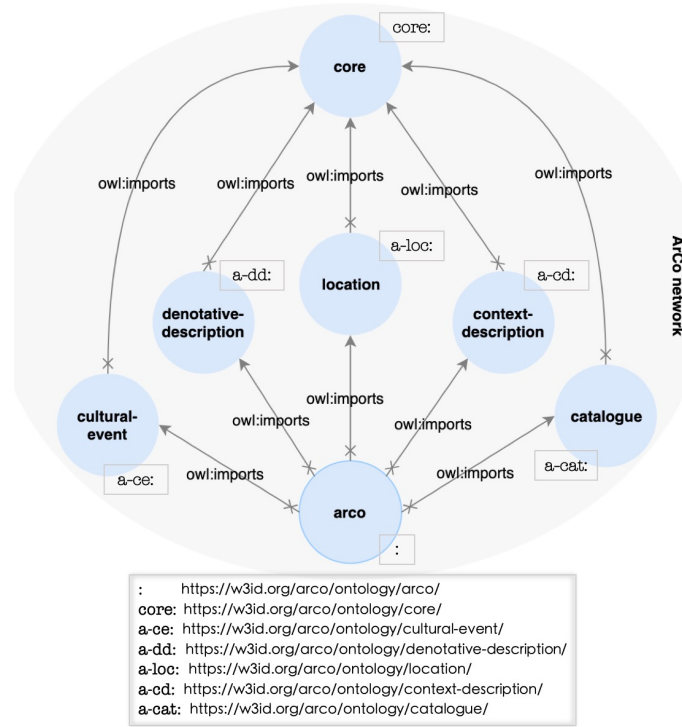 core:
core
owl:imports
owl:imports
owl:imports
owl:imports
owl:imports
a-loc:
a-dd:
a-cd:
location
denotative-
description
context-
description
ArCo network
owl:imports
owl:imports
owl:imports
cultural-
event
catalogue
a-ce:
owl:imports
owl:imports
a-cat:
arco
:
: https://w3id.org/arco/ontology/arco/
core: https://w3id.org/arco/ontology/core/
a-ce: https://w3id.org/arco/ontology/cultural-event/
a-dd: https://w3id.org/arco/ontology/denotative-description/
a-loc: https://w3id.org/arco/ontology/location/
a-cd: https://w3id.org/arco/ontology/context-description/
a-cat: https://w3id.org/arco/ontology/catalogue/